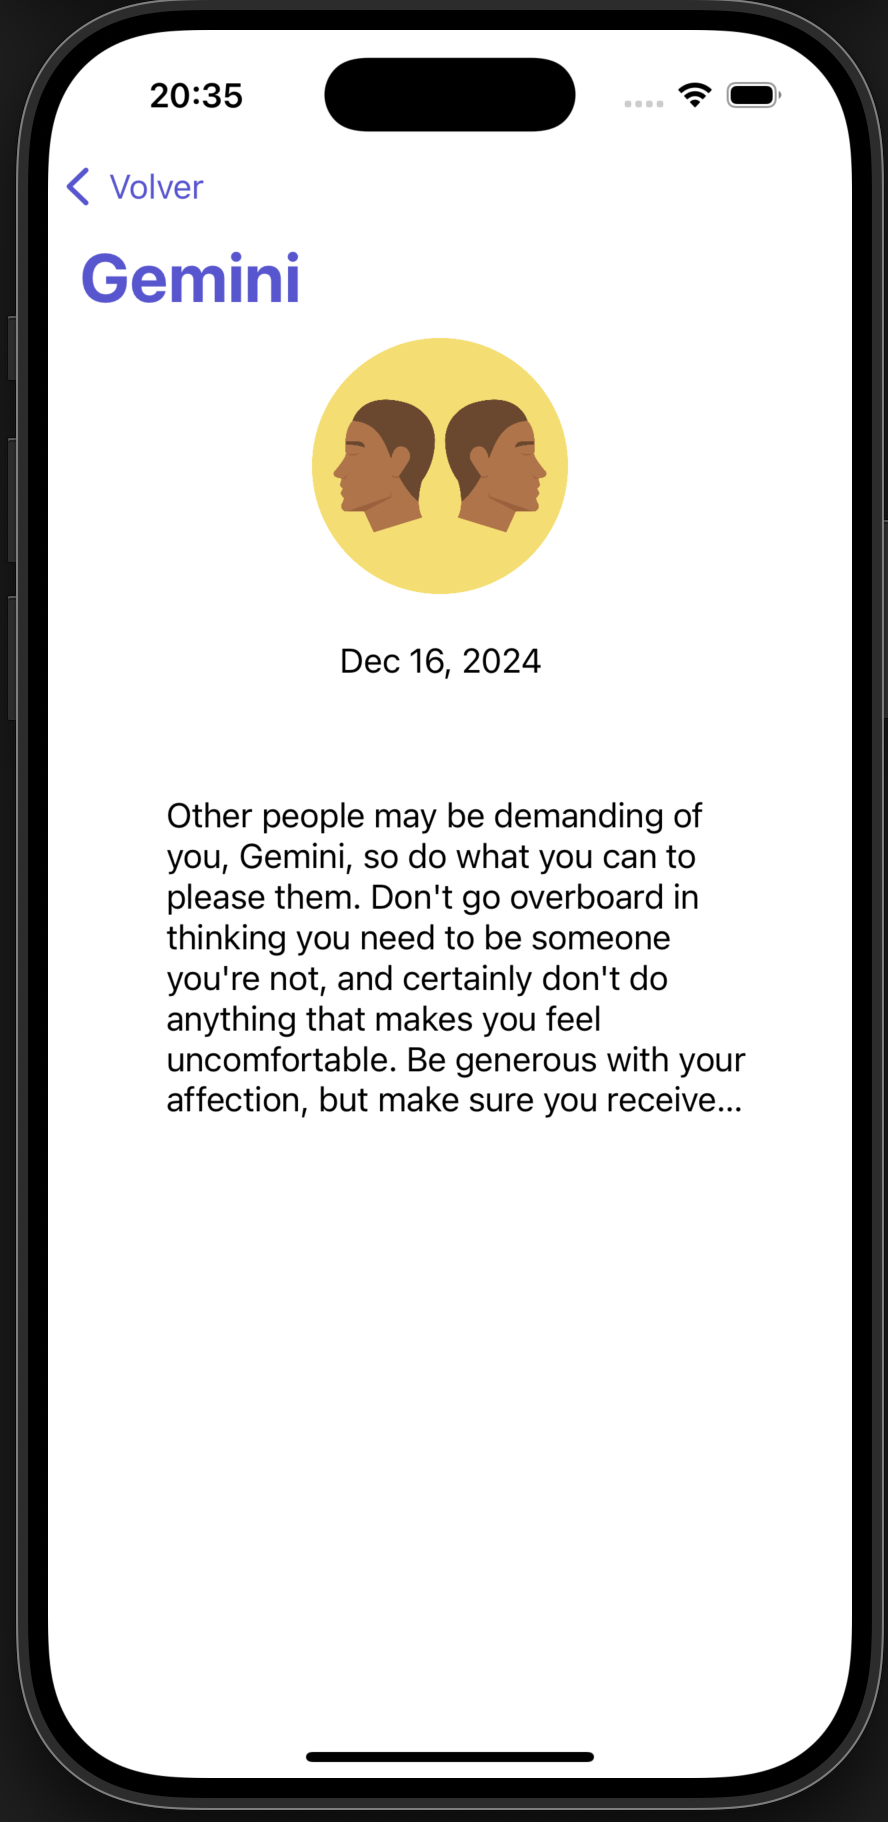 20:35
Volver
Gemini
Dec 16, 2024
Other people may be demanding of
you, Gemini, so do what you can to
please them. Don't go overboard in
thinking you need to be someone
you're not, and certainly don't do
anything that makes you feel
uncomfortable. Be generous with your
affection, but make sure you receive...